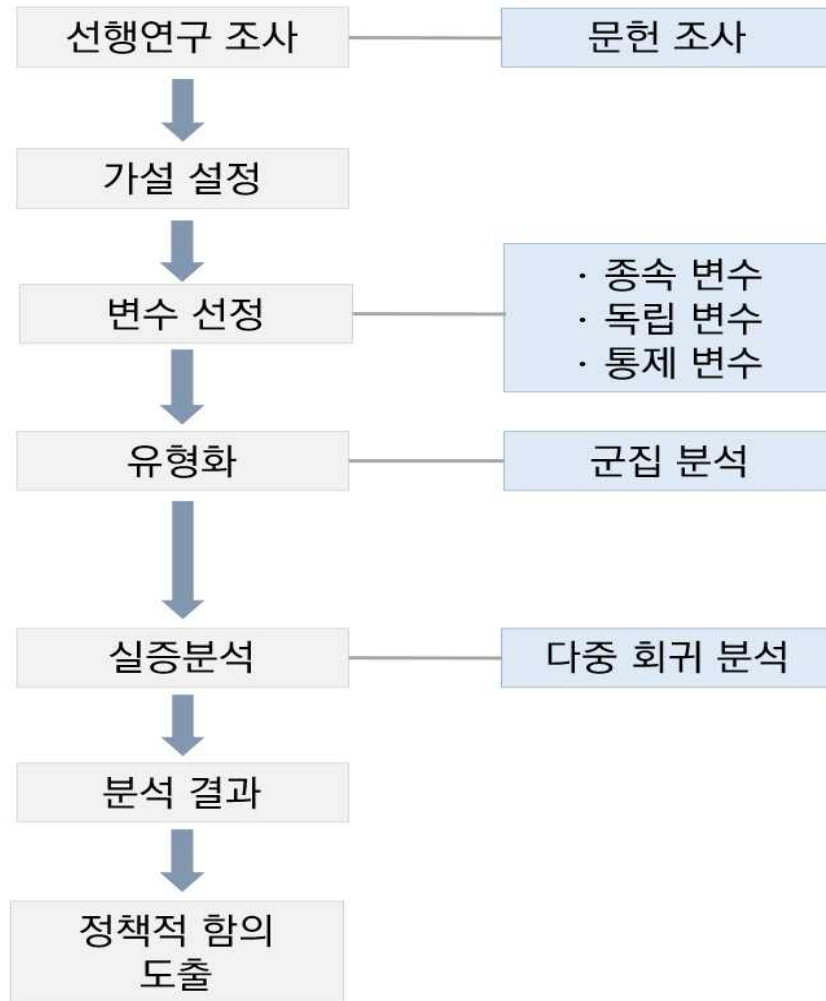 선행연구 조사
문헌 조사
가설 설정
변수 선정
· 종속 변수
· 독립 변수
· 통제 변수
유형화
군집 분석
실증분석
다중 회귀 분석
분석 결과
정책적 함의
도출